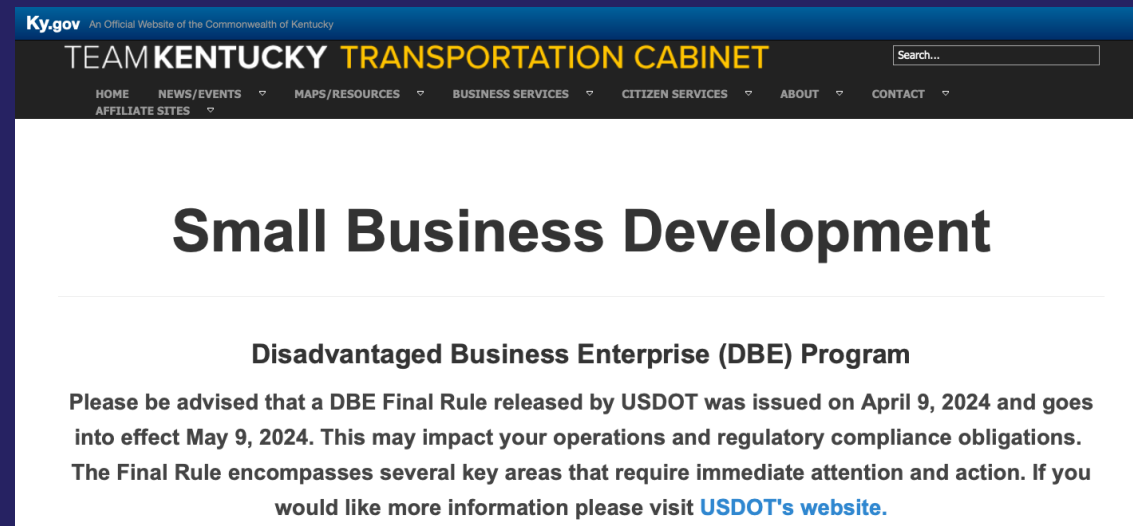 Ky.gov An Official Website of the Commonwealth of Kentucky
TEAM KENTUCKY TRANSPORTATION CABINET
Search...
HOME NEWS/EVENTS MAPS/RESOURCES BUSINESS SERVICES CITIZEN SERVICES ABOUT CONTACT
AFFILIATE SITES
Small Business Development
Disadvantaged Business Enterprise (DBE) Program
Please be advised that a DBE Final Rule released by USDOT was issued on April 9, 2024 and goes
into effect May 9, 2024. This may impact your operations and regulatory compliance obligations.
The Final Rule encompasses several key areas that require immediate attention and action. If you
would like more information please visit USDOT's website.